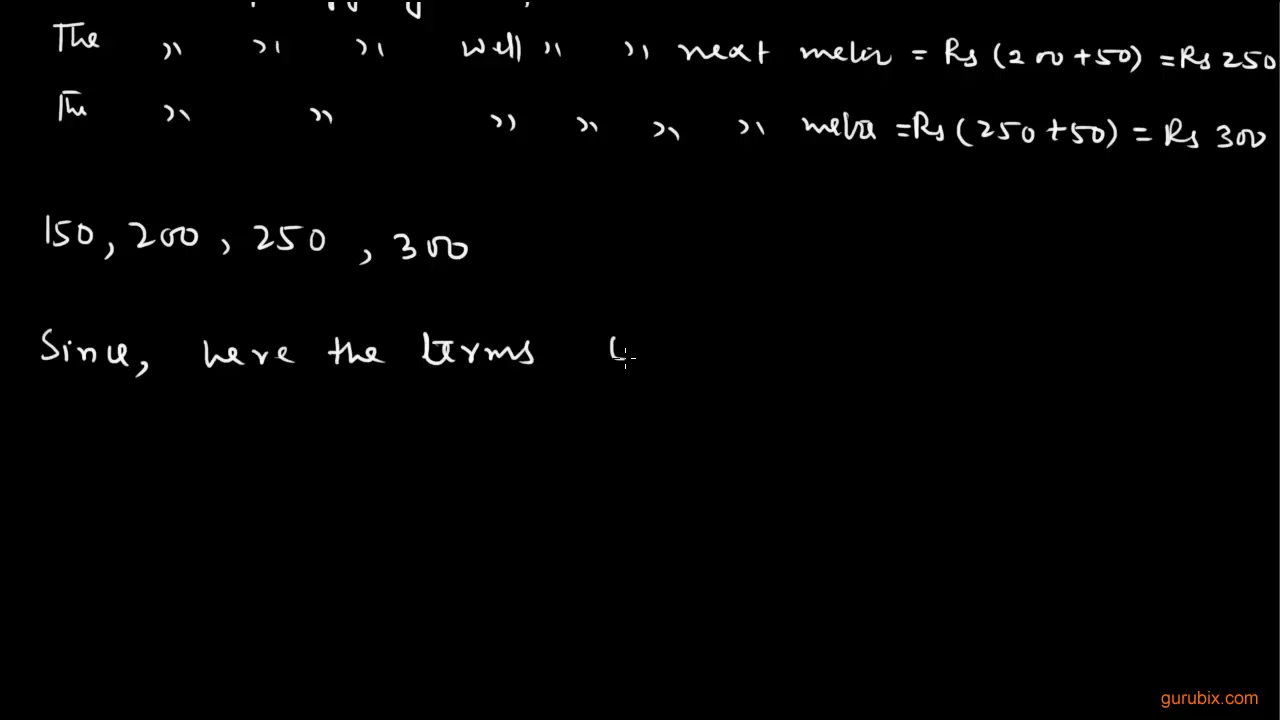 The ,, ,, ,, well ,, ,, next meter = Rs (200+50) = Rs 250
The ,, ,, ,, ,, ,, ,, meter = Rs (250+50) = Rs 300
150, 200, 250, 300
Since, here the terms
gurubix.com